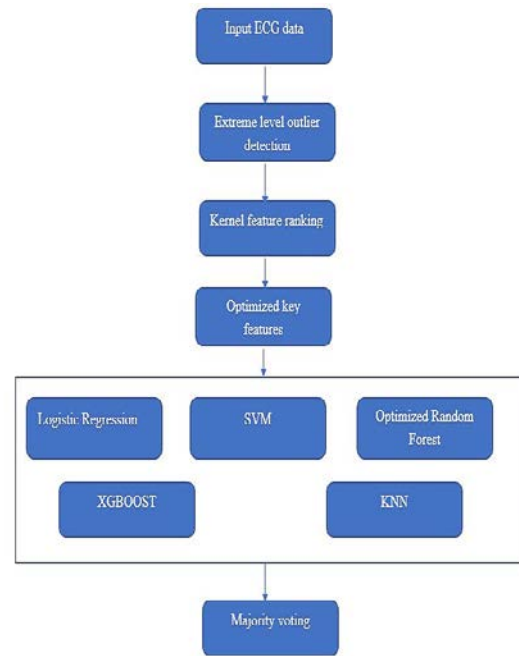 Input ECG data
Extreme level outlier
detection
Kernel feature ranking
Optimized key
features
Logistic Regression
SVM
Optimized Random
Forest
XGBOOST
KNN
Majority voting